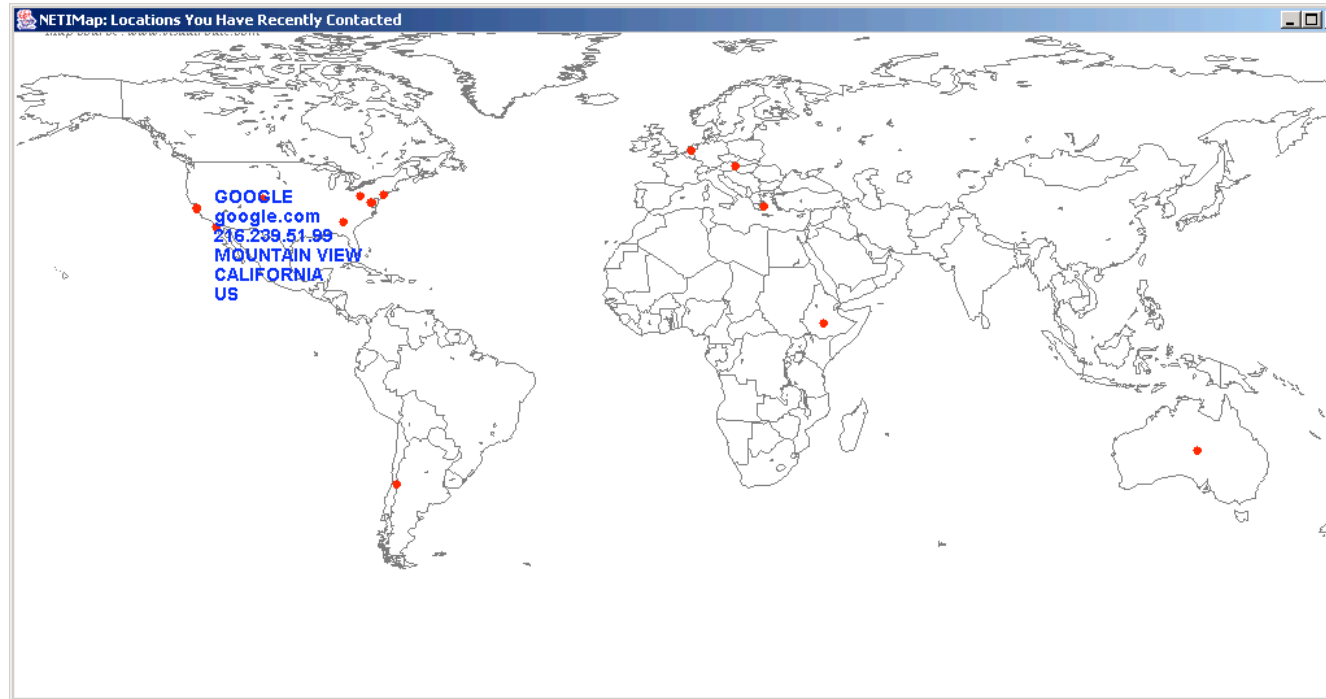 NETIMap: Locations You Have Recently Contacted
GOOGLE
google.com
216.239.51.99
MOUNTAIN VIEW
CALIFORNIA
US